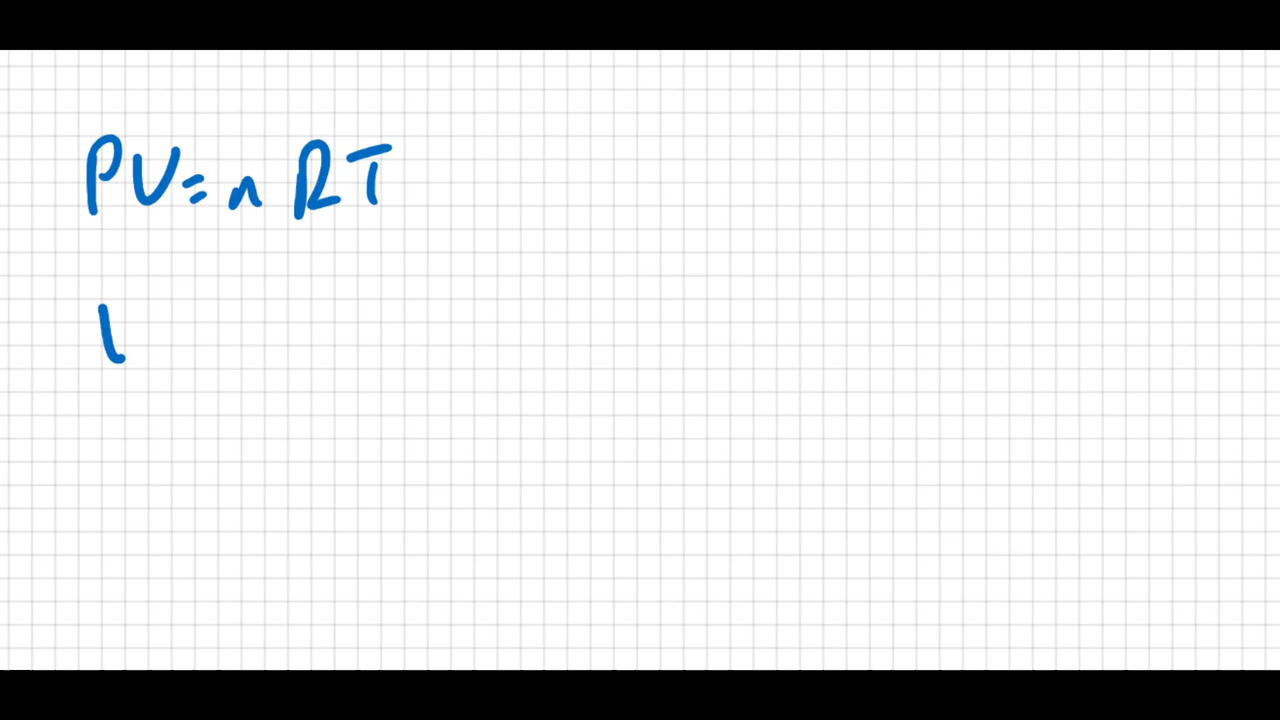 PV = nRT